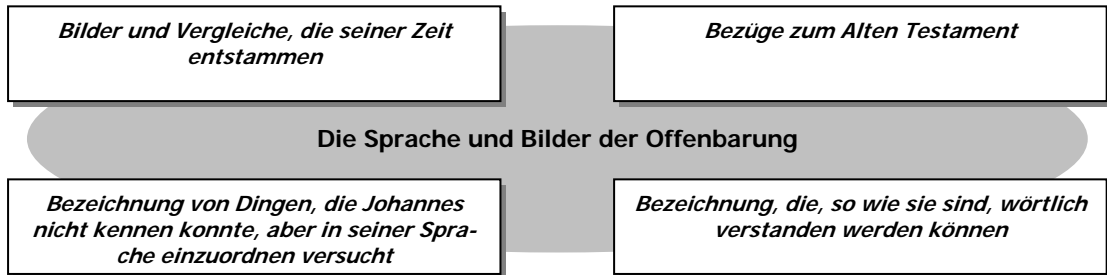 Bilder und Vergleiche, die seiner Zeit
entstammen
Bezüge zum Alten Testament
Die Sprache und Bilder der Offenbarung
Bezeichnung von Dingen, die Johannes
nicht kennen konnte, aber in seiner Spra-
che einzuordnen versucht
Bezeichnung, die, so wie sie sind, wörtlich
verstanden werden können